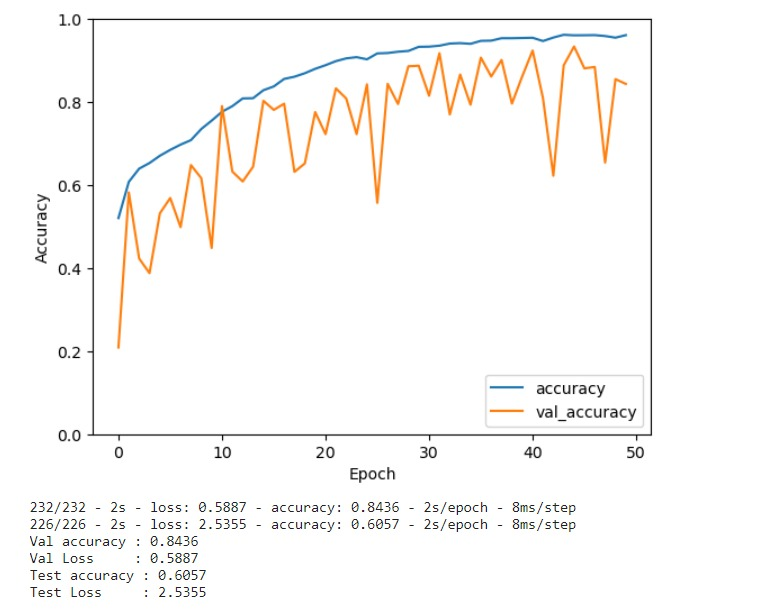 1.0
0.8
0.6
0.4
0.2
0.0
Accuracy
0 10 20 30 40 50
Epoch
accuracy
val_accuracy
232/232 - 2s - loss: 0.5887 - accuracy: 0.8436 - 2s/epoch - 8ms/step
226/226 - 2s - loss: 2.5355 - accuracy: 0.6057 - 2s/epoch - 8ms/step
Val accuracy : 0.8436
Val Loss     : 0.5887
Test accuracy : 0.6057
Test Loss     : 2.5355